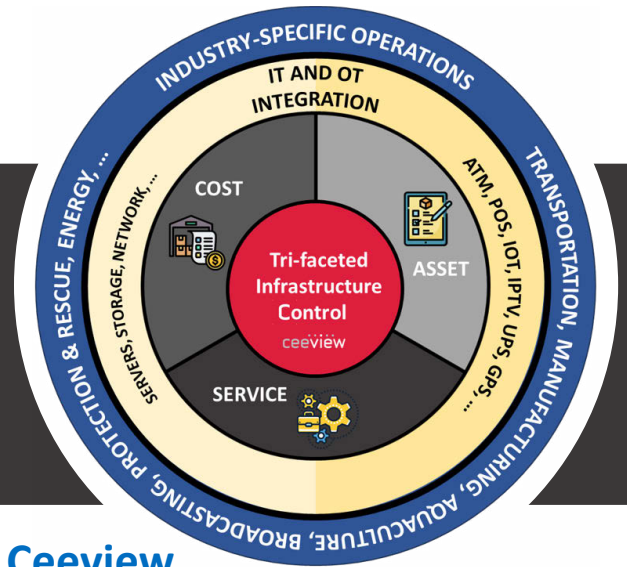 INDUSTRY-SPECIFIC OPERATIONS
TRANSPORTATION, MANUFACTURING, AQUACULTURE, BROADCASTING, PROTECTION & RESCUE, ENERGY, ...
IT AND OT
INTEGRATION
SERVERS, STORAGE, NETWORK, ...
ATM, POS, IOT, IPTV, UPS, GPS, ...
COST
ASSET
Tri-faceted
Infrastructure
Control
ceeview
SERVICE
Ceeview